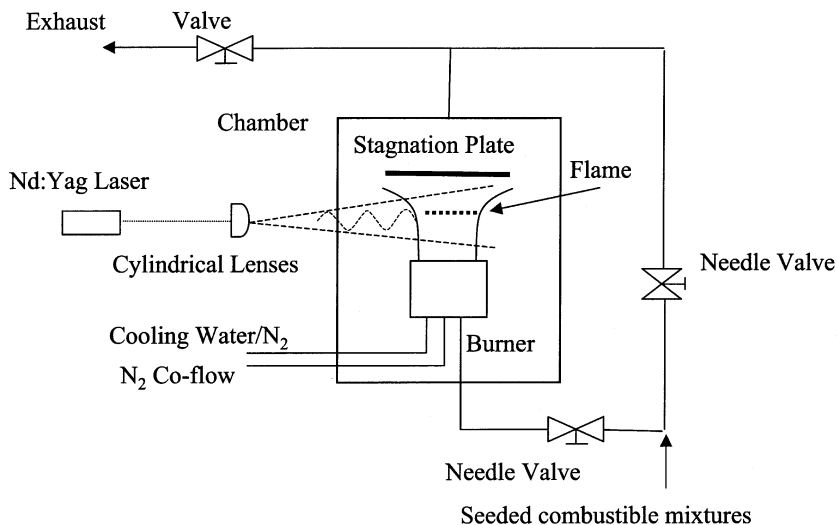 Exhaust
Valve
Chamber
Stagnation Plate
Flame
Nd:Yag Laser
Cylindrical Lenses
Needle Valve
Cooling Water/N₂
Burner
N₂ Co-flow
Needle Valve
Seeded combustible mixtures